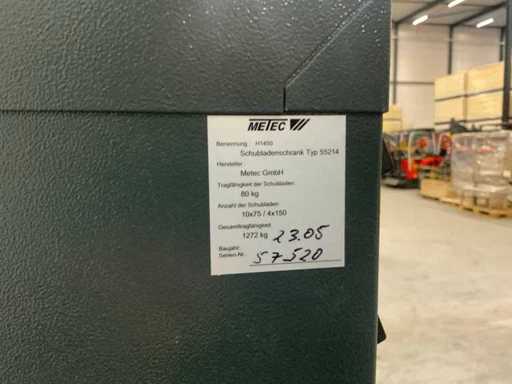 METEC
Benennung H1450
Schubladenschrank Typ 55214
Hersteller
Metec GmbH
Tragfähigkeit der Schubladen:
80 kg
Anzahl der Schubladen:
10x75 / 4x150
Gesamttragfähigkeit:
1272 kg 23.05
Baujahr:
Serien-Nr. 57520